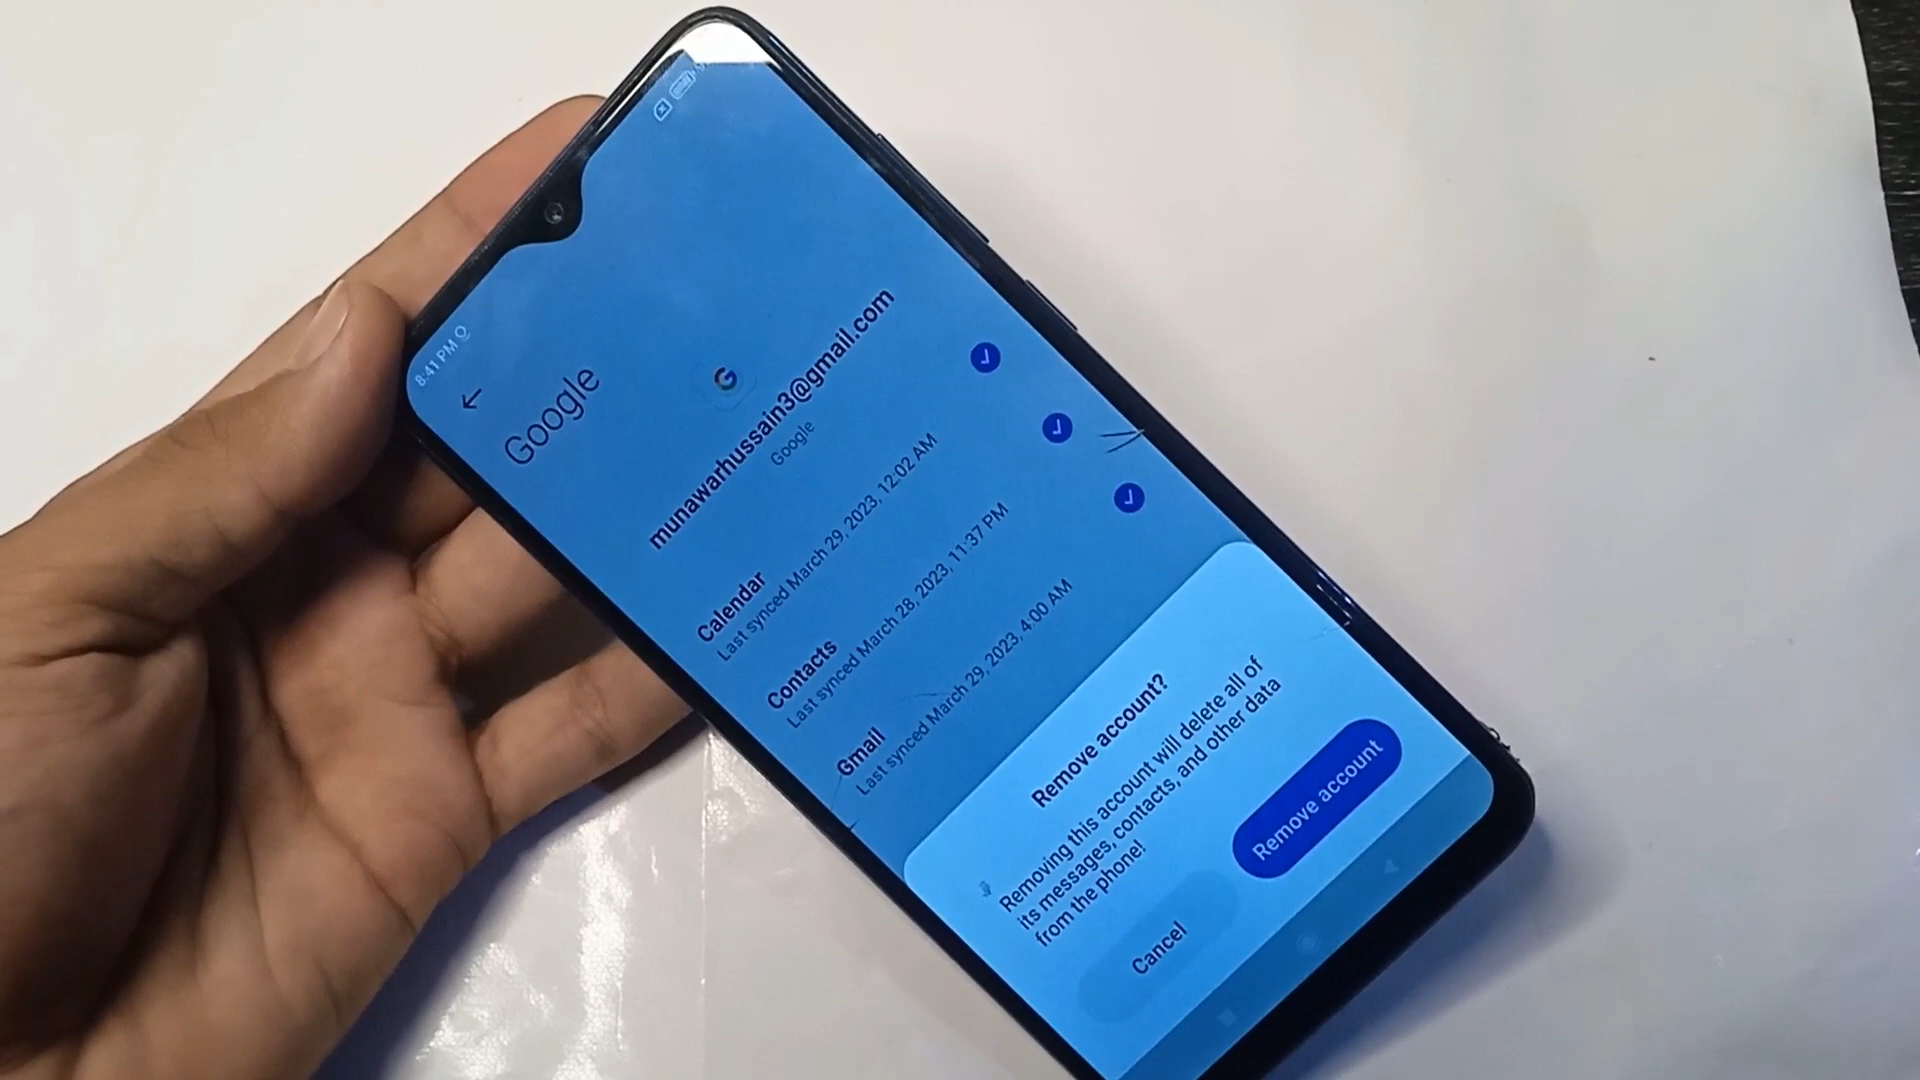 8:41 PM
Google
G
munawarhussain3@gmail.com
Google
Calendar
Last synced March 29, 2023, 12:02 AM
Contacts
Last synced March 28, 2023, 11:37 PM
Gmail
Last synced March 29, 2023, 4:00 AM
Remove account?
Removing this account will delete all of
its messages, contacts, and other data
from the phone!
Cancel
Remove account